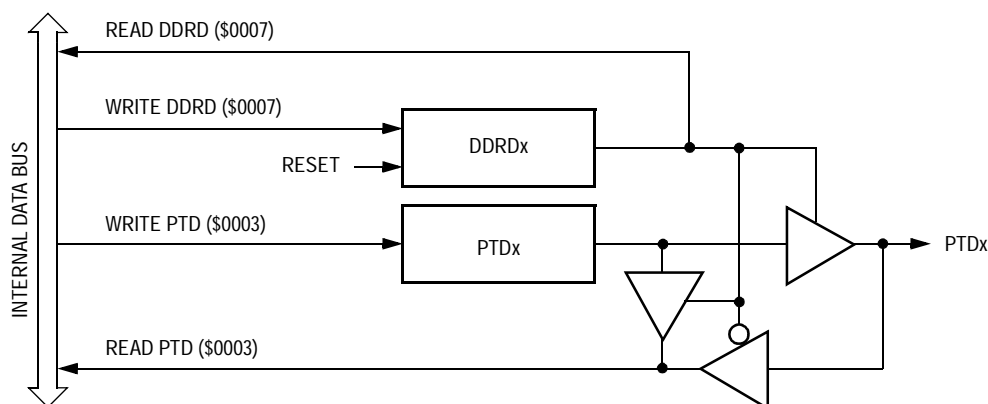 READ DDRD ($0007)
WRITE DDRD ($0007)
DDRDx
RESET
INTERNAL DATA BUS
WRITE PTD ($0003)
PTDx
PTDx
READ PTD ($0003)